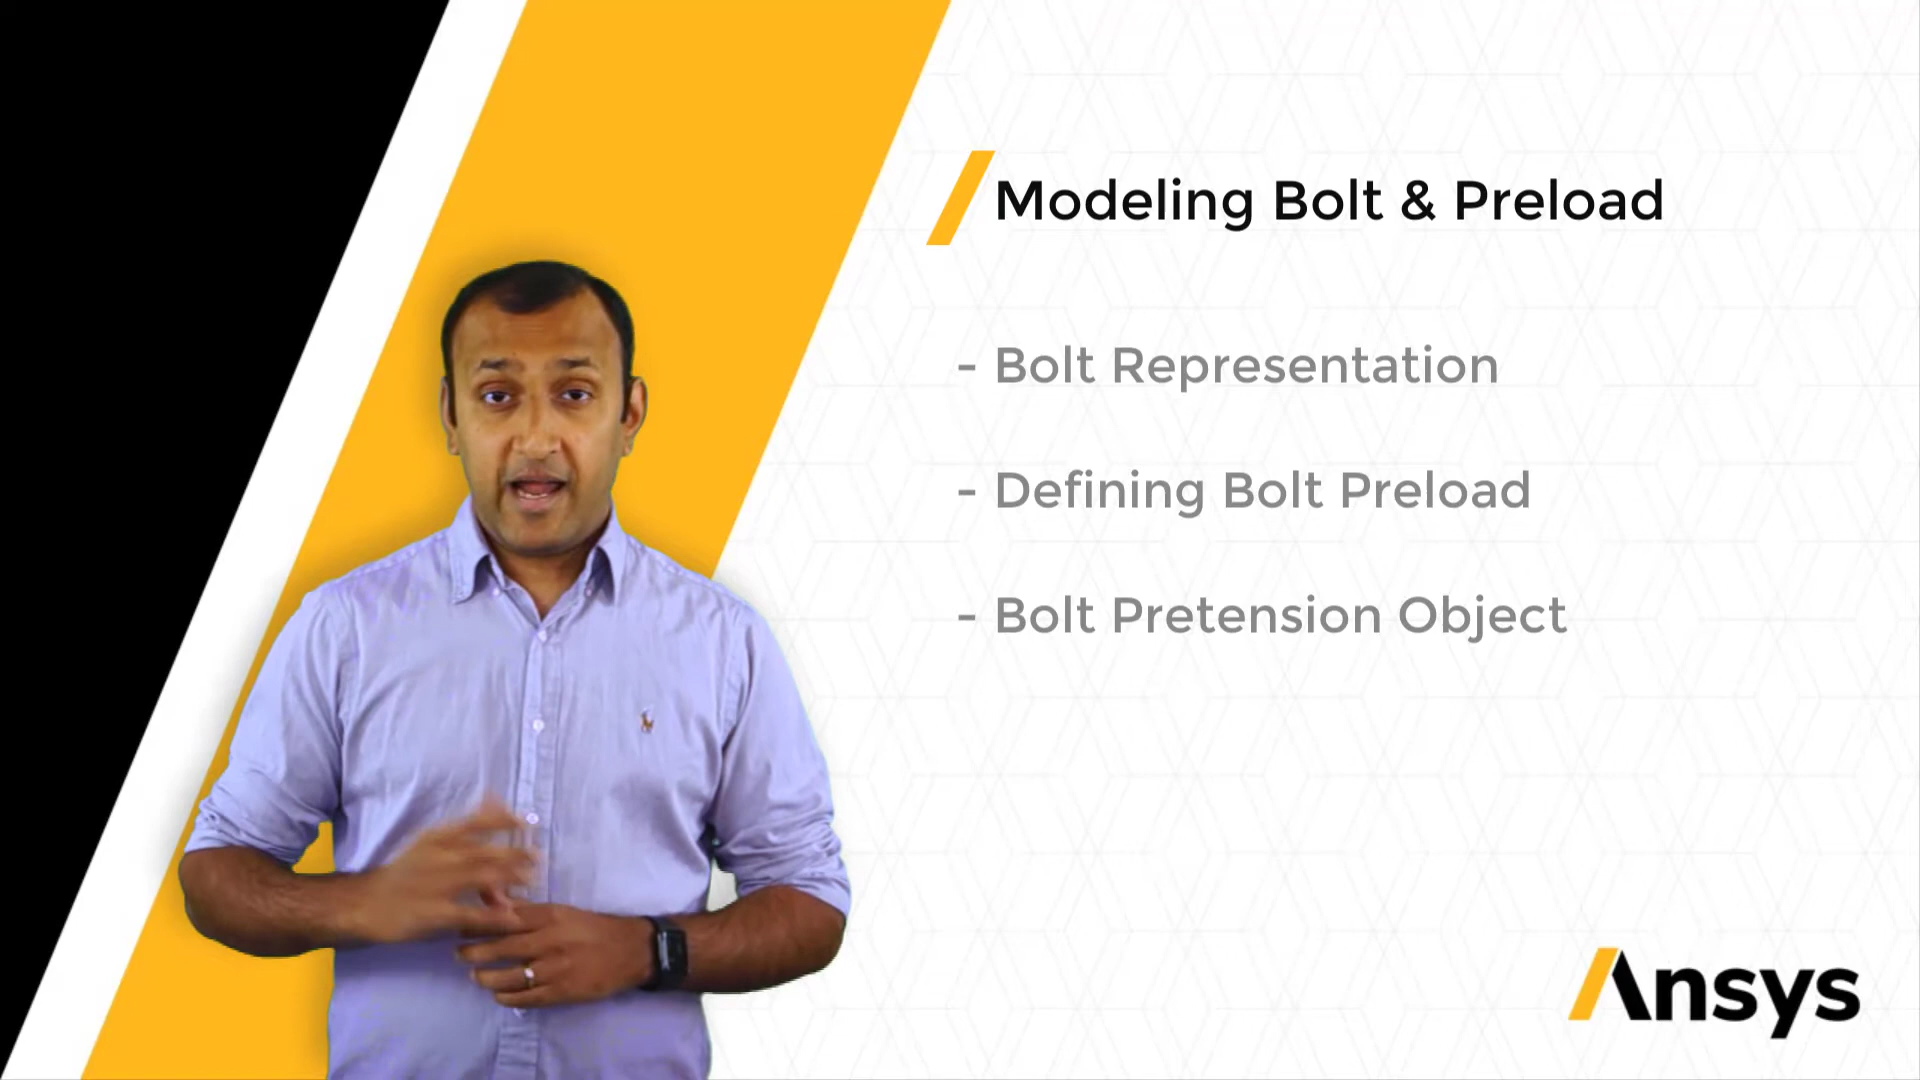 Modeling Bolt & Preload
- Bolt Representation
- Defining Bolt Preload
- Bolt Pretension Object
Ansys